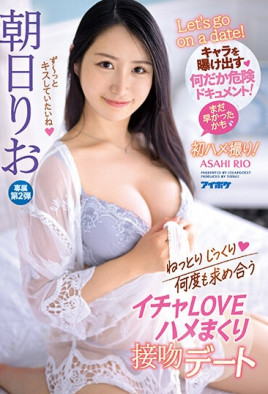 Let's go
on a date!
キャラを
曝け出す♥
何だか危険
ドキュメント!
まだ
早かったかも
初ハメ撮り!
朝日りお
ASAHI RIO
アイポケ
ずーっと
キスしていたいね♥
専属
第2弾
ねっとり じっくり♥
何度も求め合う
イチャLOVE
ハメまくり
接吻デート